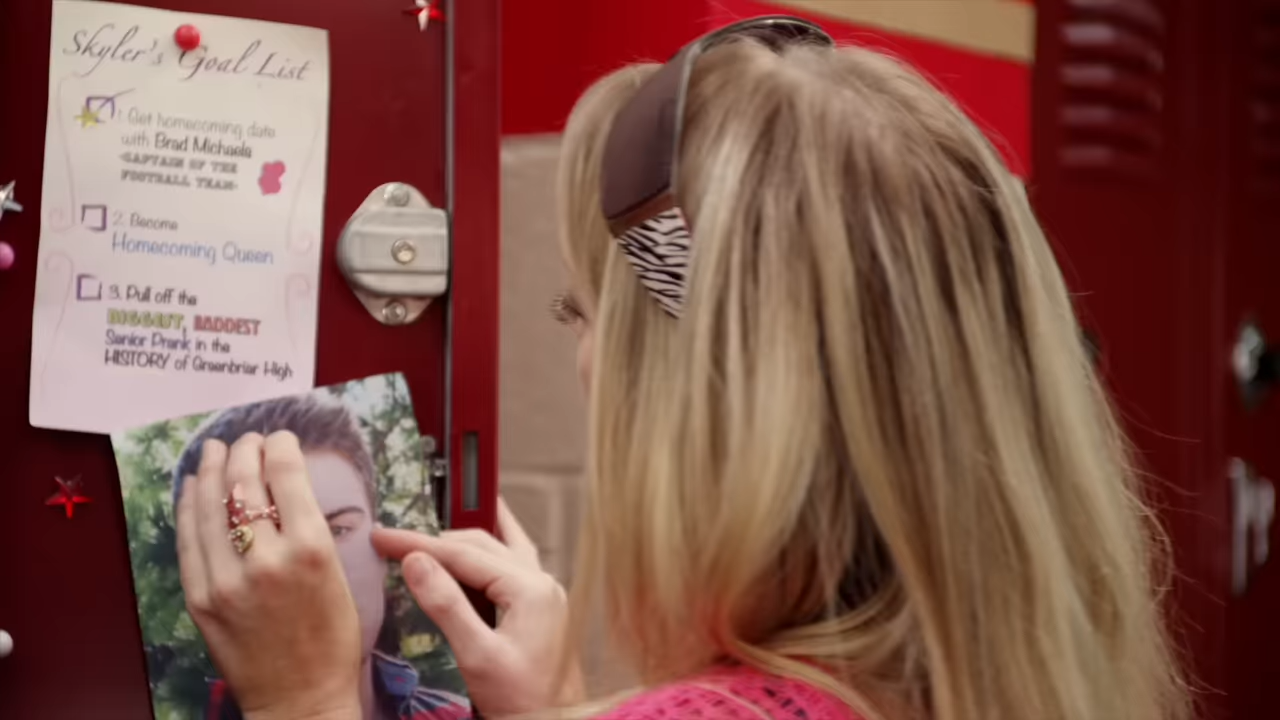 Skyler's Goal List
1. Get homecoming date
with Brad Michaels
-CAPTAIN OF THE
FOOTBALL TEAM-
2. Become
Homecoming Queen
3. Pull off the
BIGGEST, BADDEST
Senior Prank in the
HISTORY of Greenbriar High